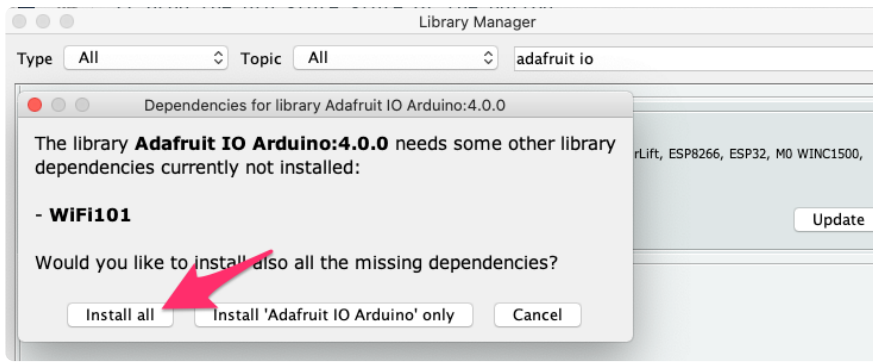 Library Manager
Type All Topic All adafruit io
Dependencies for library Adafruit IO Arduino:4.0.0
The library Adafruit IO Arduino:4.0.0 needs some other library
dependencies currently not installed:
rLift, ESP8266, ESP32, M0 WINC1500,
- WiFi101
Update
Would you like to install also all the missing dependencies?
Install all Install 'Adafruit IO Arduino' only Cancel